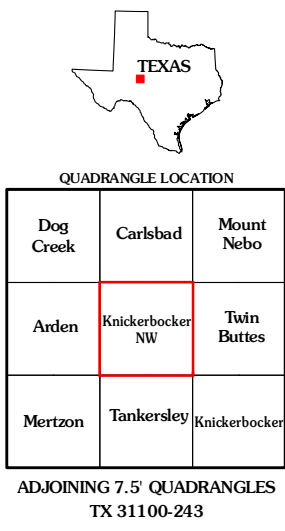 TEXAS
QUADRANGLE LOCATION
Dog
Creek
Carlsbad
Mount
Nebo
Arden
Knickerbocker
NW
Twin
Buttes
Mertzon
Tankersley
Knickerbocker
ADJOINING 7.5' QUADRANGLES
TX 31100-243